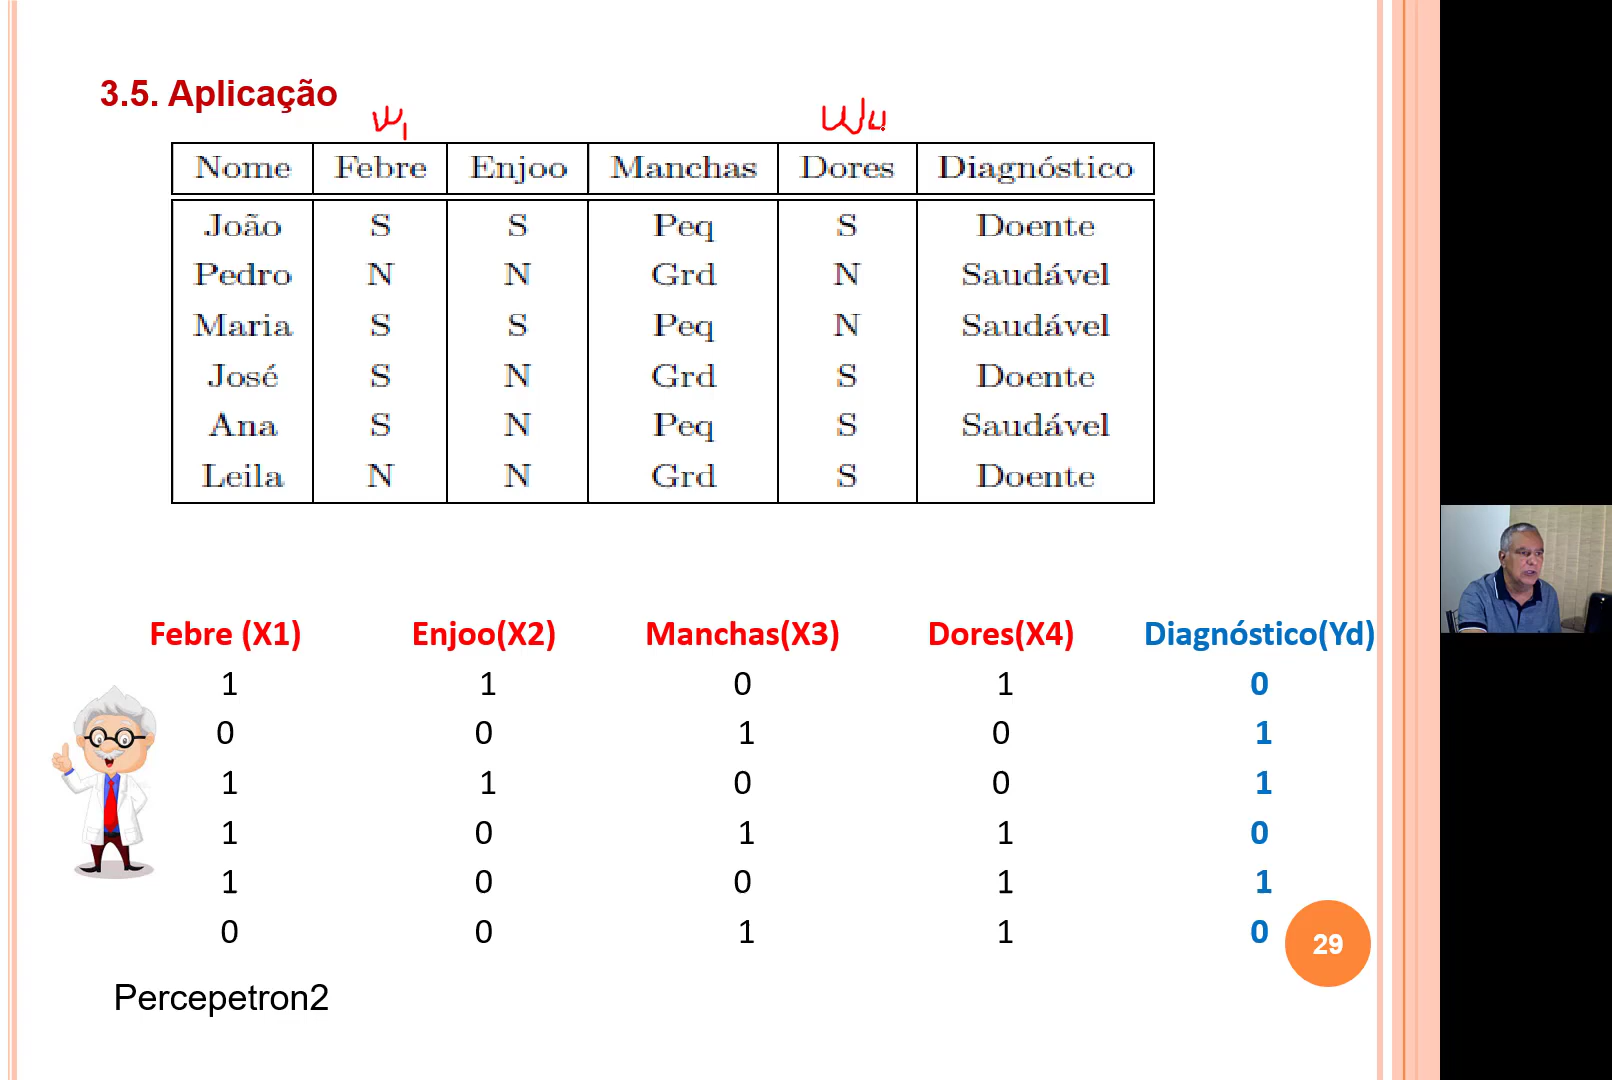 3.5. Aplicação
W1 W4
Nome Febre Enjoo Manchas Dores Diagnóstico
João S S Peq S Doente
Pedro N N Grd N Saudável
Maria S S Peq N Saudável
José S N Grd S Doente
Ana S N Peq S Saudável
Leila N N Grd S Doente
Febre (X1) Enjoo(X2) Manchas(X3) Dores(X4) Diagnóstico(Yd)
1 1 0 1 0
0 0 1 0 1
1 1 0 0 1
1 0 1 1 0
1 0 0 1 1
0 0 1 1 0
29
Percepetron2